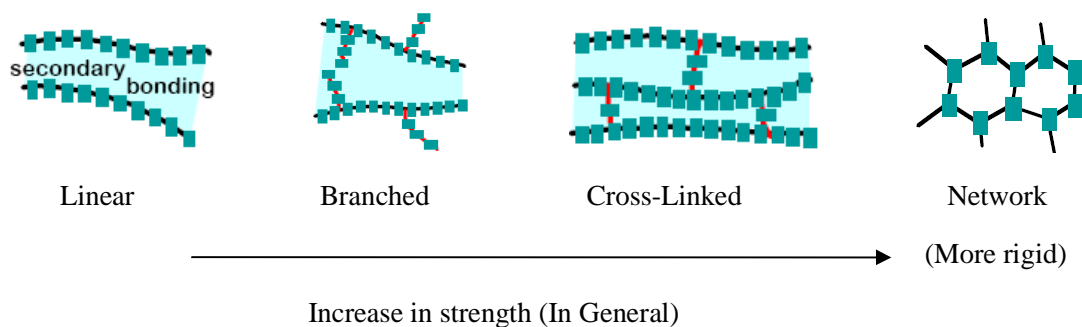 secondary
bonding
Linear
Branched
Cross-Linked
Network
(More rigid)
Increase in strength (In General)